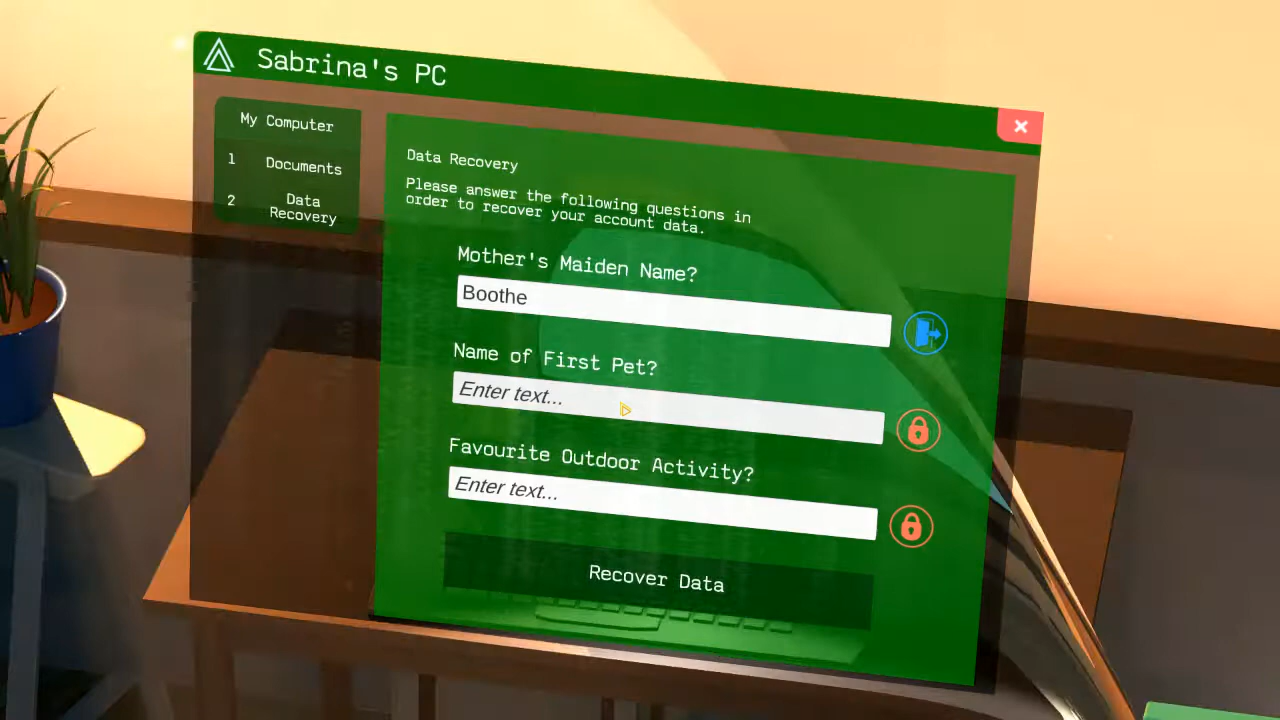 Sabrina's PC
My Computer
1 Documents
2 Data
Recovery
Data Recovery
Please answer the following questions in
order to recover your account data.
Mother's Maiden Name?
Boothe
Name of First Pet?
Enter text...
Favourite Outdoor Activity?
Enter text...
Recover Data